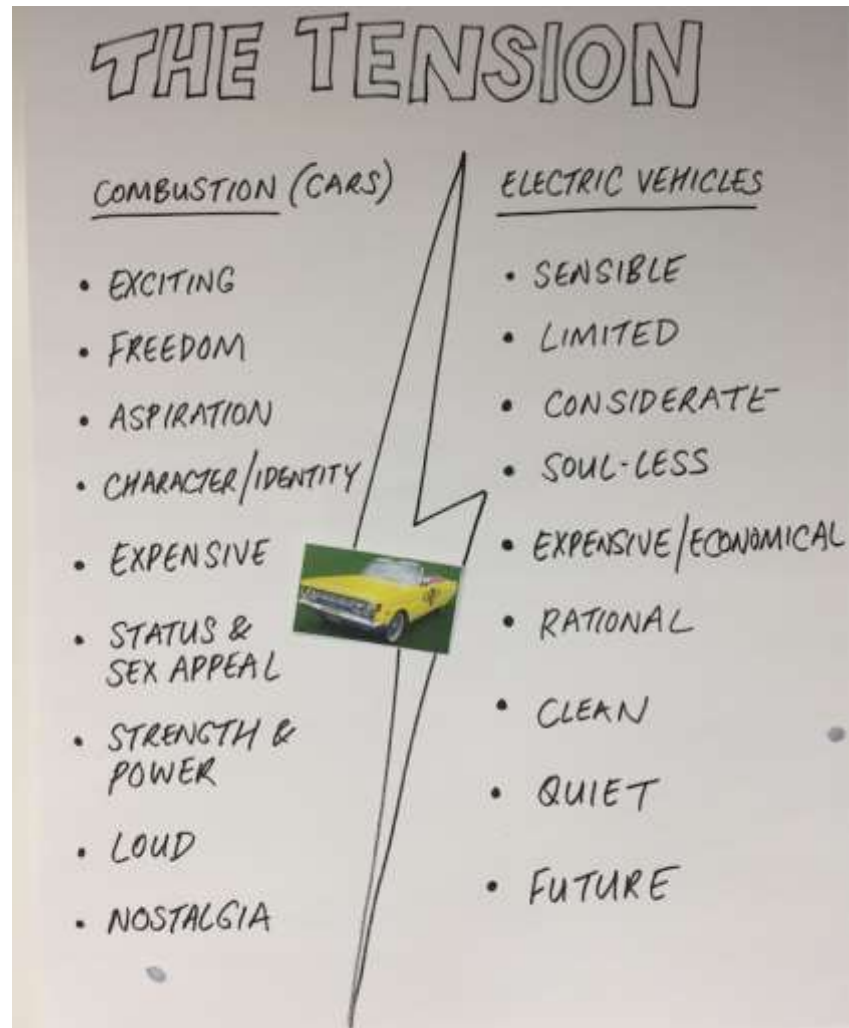 THE TENSION
COMBUSTION (CARS)
• EXCITING
• FREEDOM
• ASPIRATION
• CHARACTER/IDENTITY
• EXPENSIVE
• STATUS &
SEX APPEAL
• STRENGTH &
POWER
• LOUD
• NOSTALGIA
ELECTRIC VEHICLES
• SENSIBLE
• LIMITED
• CONSIDERATE
• SOUL-LESS
• EXPENSIVE/ECONOMICAL
• RATIONAL
• CLEAN
• QUIET
• FUTURE